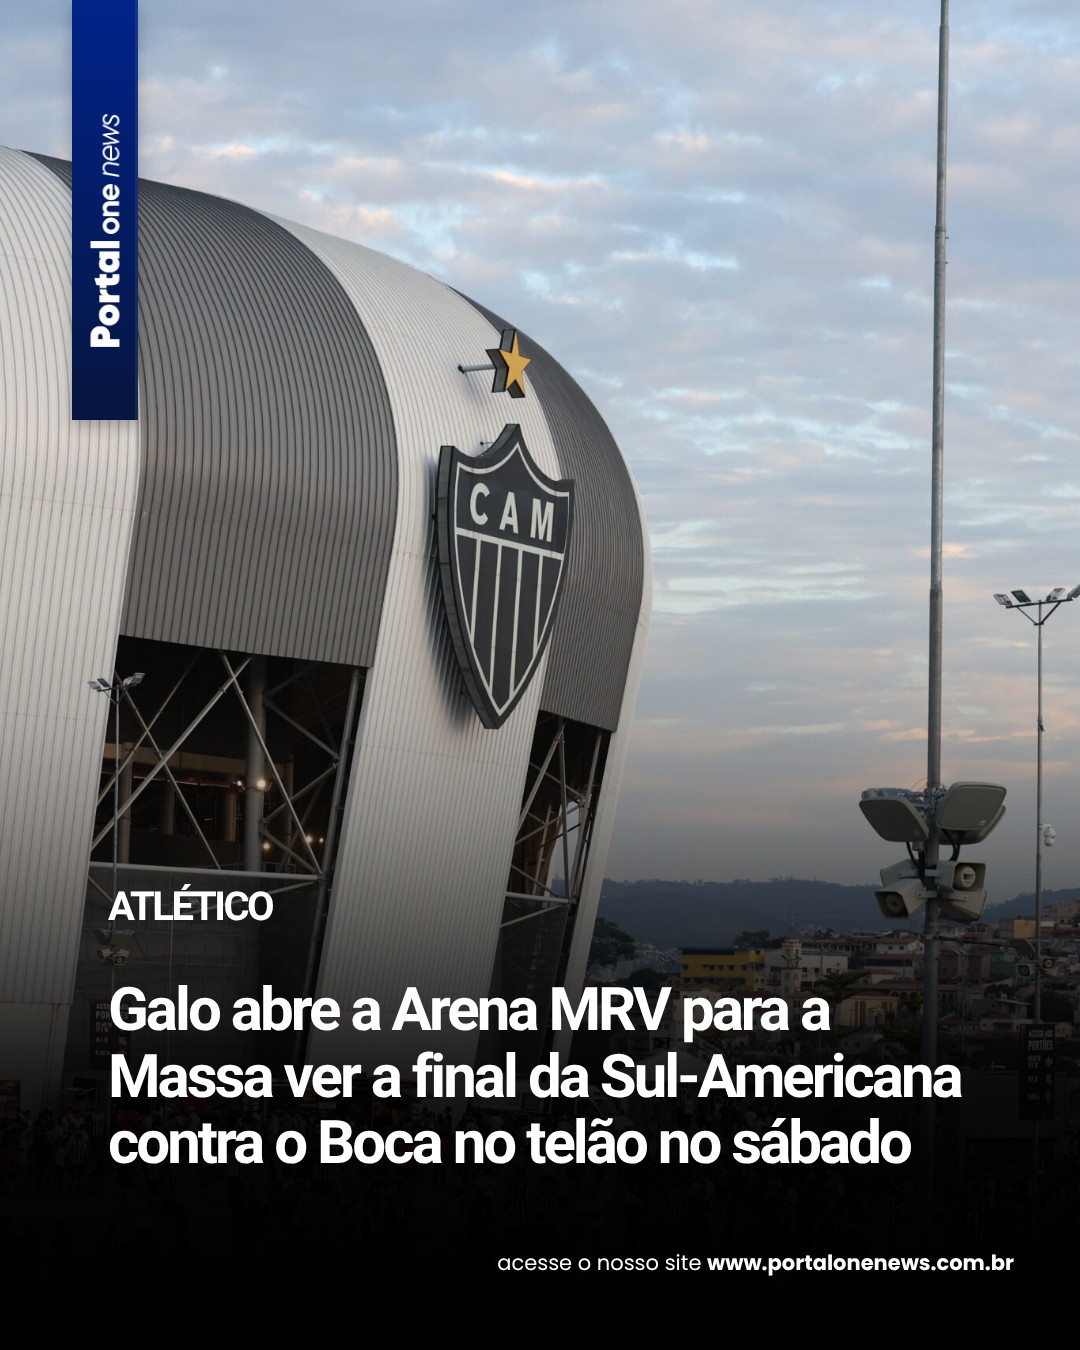 Portal one news
CAM
ATLÉTICO
Galo abre a Arena MRV para a
Massa ver a final da Sul-Americana
contra o Boca no telão no sábado
acesse o nosso site www.portalonenews.com.br